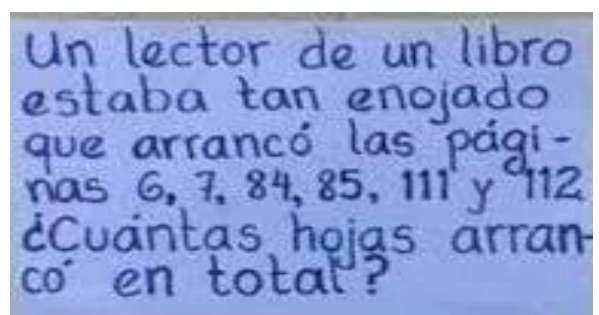 Un lector de un libro
estaba tan enojado
que arrancó las pági-
nas 6, 7, 84, 85, 111 y 112
¿Cuántas hojas arran-
có en total?